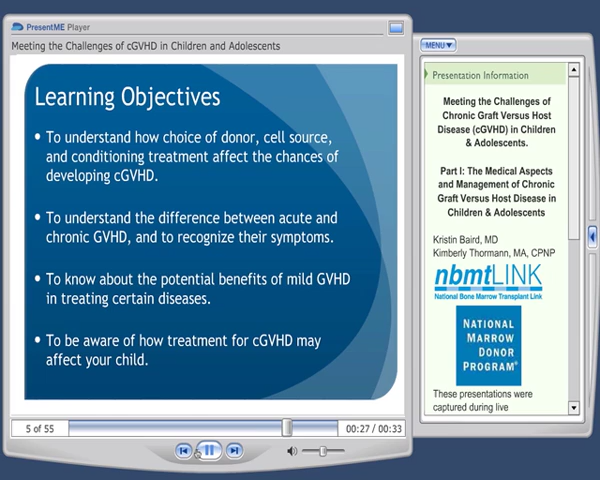 PresentME Player
Meeting the Challenges of cGVHD in Children and Adolescents
Learning Objectives
• To understand how choice of donor, cell source,
and conditioning treatment affect the chances of
developing cGVHD.
• To understand the difference between acute and
chronic GVHD, and to recognize their symptoms.
• To know about the potential benefits of mild GVHD
in treating certain diseases.
• To be aware of how treatment for cGVHD may
affect your child.
5 of 55
00:27 / 00:33
MENU
Presentation Information
Meeting the Challenges of
Chronic Graft Versus Host
Disease (cGVHD) in Children
& Adolescents.
Part I: The Medical Aspects
and Management of Chronic
Graft Versus Host Disease in
Children & Adolescents
Kristin Baird, MD
Kimberly Thormann, MA, CPNP
nbmtLINK
National Bone Marrow Transplant Link
NATIONAL
MARROW
DONOR
PROGRAM®
These presentations were
captured during live